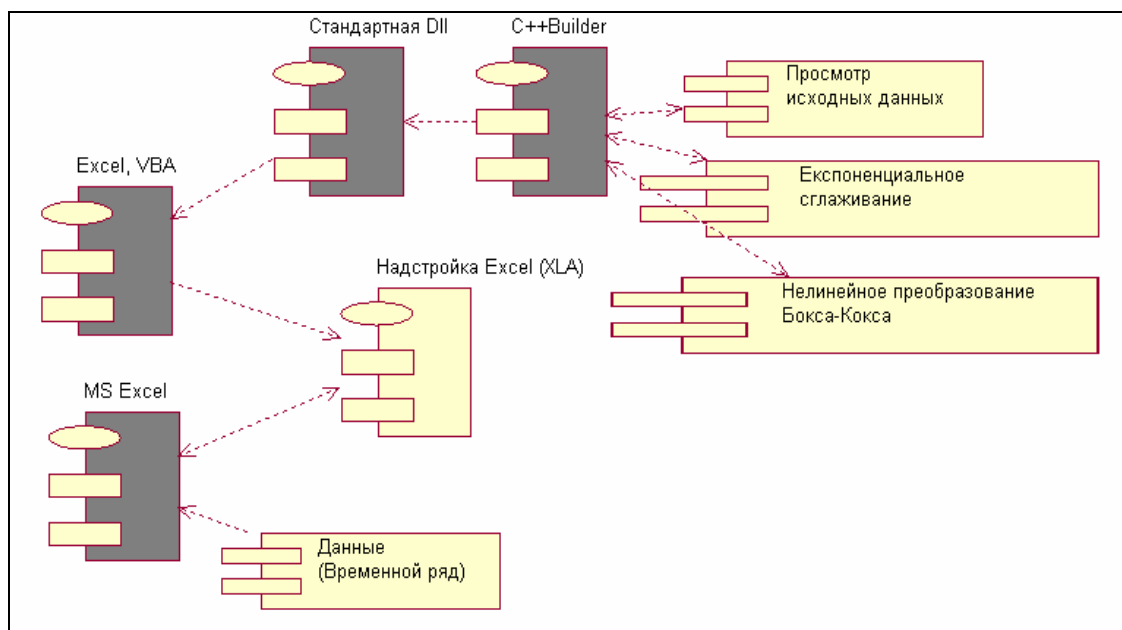 Стандартная Dll
C++Builder
Просмотр
исходных данных
Експоненциальное
сглаживание
Excel, VBA
Надстройка Excel (XLA)
Нелинейное преобразование
Бокса-Кокса
MS Excel
Данные
(Временной ряд)